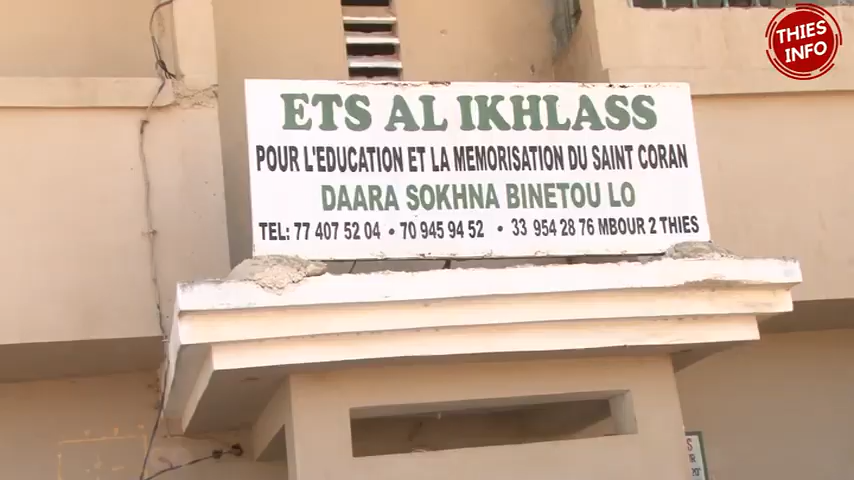 THIES
INFO
ETS AL IKHLASS
POUR L'EDUCATION ET LA MEMORISATION DU SAINT CORAN
DAARA SOKHNA BINETOU LO
TEL: 77 407 52 04 • 70 945 94 52 • 33 954 28 76 MBOUR 2 THIES